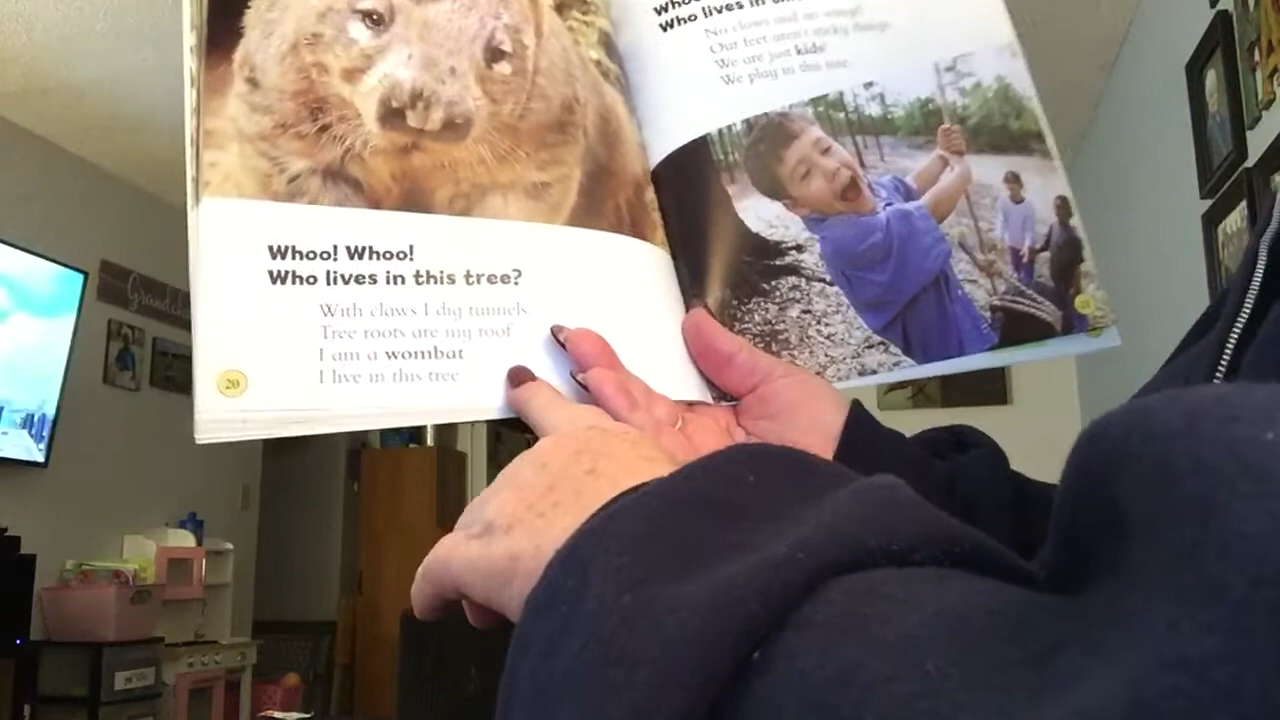 Whoo! Whoo!
Who lives in this tree?
With claws I dig tunnels.
Tree roots are my roof
I am a wombat
I live in this tree
20
Who lives in
No claws and no wings!
Our feet aren't sticky things.
We are just kids!
We play in this tree.
Grandch